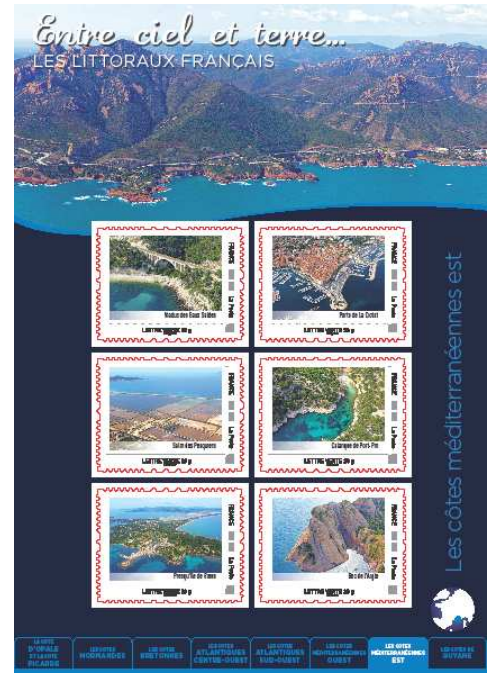 Entre ciel et terre...
LES LITTORAUX FRANÇAIS
FRANCE
La Poste
Viaduc des Eaux Salées
LETTRE VERTE 20 g
FRANCE
La Poste
Ports de La Ciotat
LETTRE VERTE 20 g
FRANCE
La Poste
Salin des Pesquiers
LETTRE VERTE 20 g
FRANCE
La Poste
Calanque de Port-Pin
LETTRE VERTE 20 g
FRANCE
La Poste
Presqu'île de Giens
LETTRE VERTE 20 g
FRANCE
La Poste
Bec de l'Aigle
LETTRE VERTE 20 g
Les côtes méditerranéennes est
LA CÔTE
D'OPALE
ET LA CÔTE
PICARDE
LES CÔTES
NORMANDES
LES CÔTES
BRETONNES
LES CÔTES
ATLANTIQUES
CENTRE-OUEST
LES CÔTES
ATLANTIQUES
SUD-OUEST
LES CÔTES
MÉDITERRANÉENNES
OUEST
LES CÔTES
MÉDITERRANÉENNES
EST
LES CÔTES DE
GUYANE